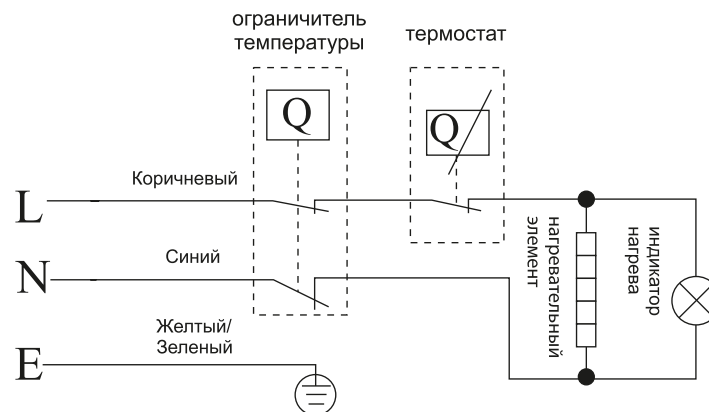 ограничитель
температуры
термостат
Q
Q
L
Коричневый
N
Синий
E
Желтый/
Зеленый
нагревательный
элемент
индикатор
нагрева